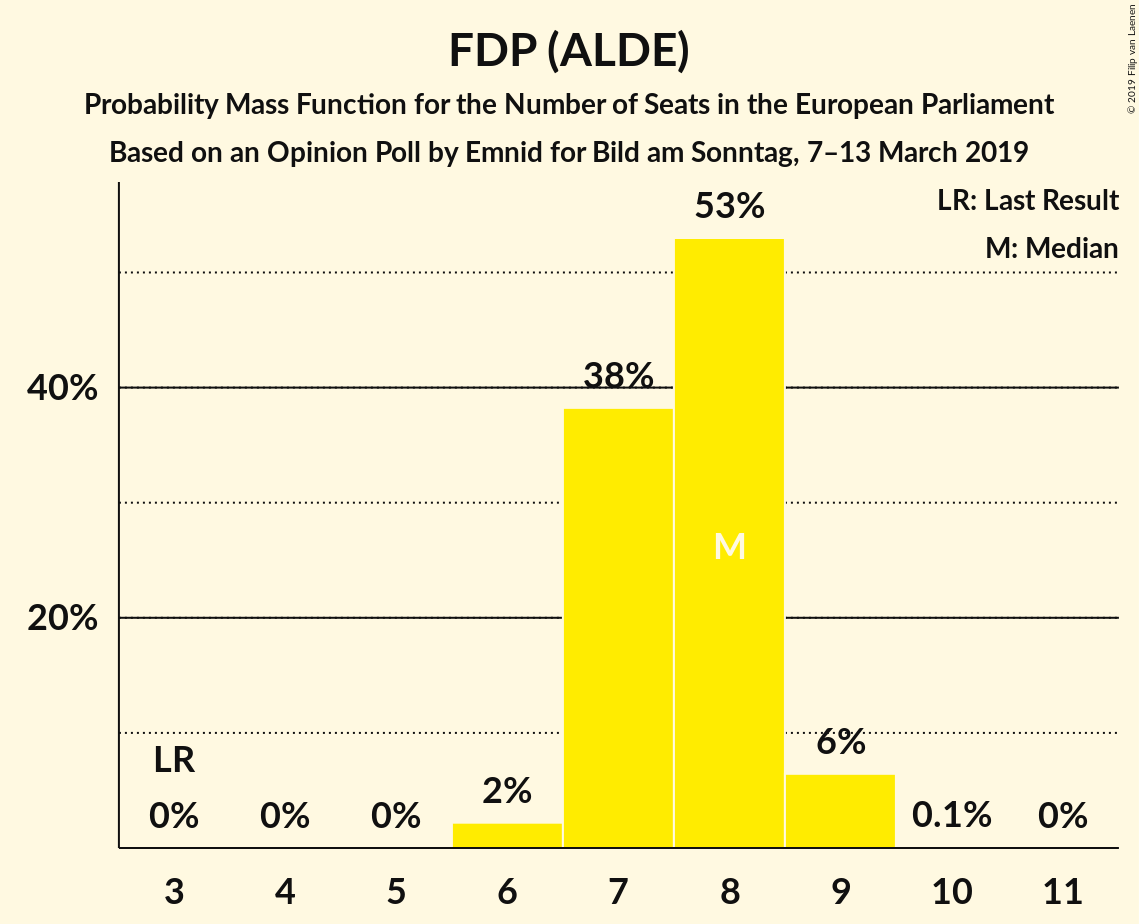 FDP (ALDE)
Probability Mass Function for the Number of Seats in the European Parliament
Based on an Opinion Poll by Emnid for Bild am Sonntag, 7–13 March 2019
© 2019 Filip van Laenen
LR: Last Result
M: Median
53%
38%
40%
M
20%
6%
LR
2%
0%
0%
0%
0.1%
0%
3 4 5 6 7 8 9 10 11